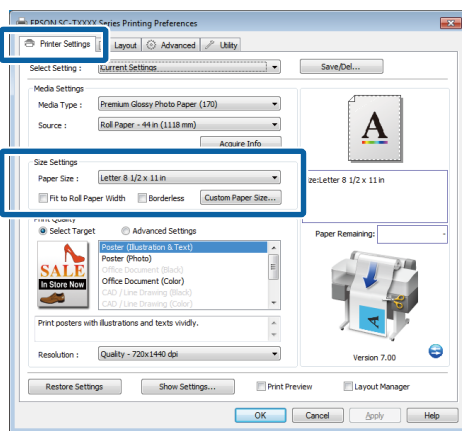 EPSON SC-TXXXX Series Printing Preferences
Printer Settings Layout Advanced Utility
Select Setting : Current Settings Save/Del...
Media Settings
Media Type : Premium Glossy Photo Paper (170)
Source : Roll Paper - 44 in (1118 mm)
Acquire Info
A
Size Settings
Paper Size : Letter 8 1/2 x 11 in
ize:Letter 8 1/2 x 11 in
Fit to Roll Paper Width Borderless Custom Paper Size...
Print Quality
Select Target Advanced Settings
Paper Remaining:
Poster (Illustration & Text)
Poster (Photo)
Office Document (Black)
Office Document (Color)
CAD / Line Drawing (Black)
CAD / Line Drawing (Color)
SALE
In Store Now
A
Print posters with illustrations and texts vividly.
Resolution : Quality - 720x1440 dpi
Version 7.00
Restore Settings Show Settings... Print Preview Layout Manager
OK Cancel Apply Help